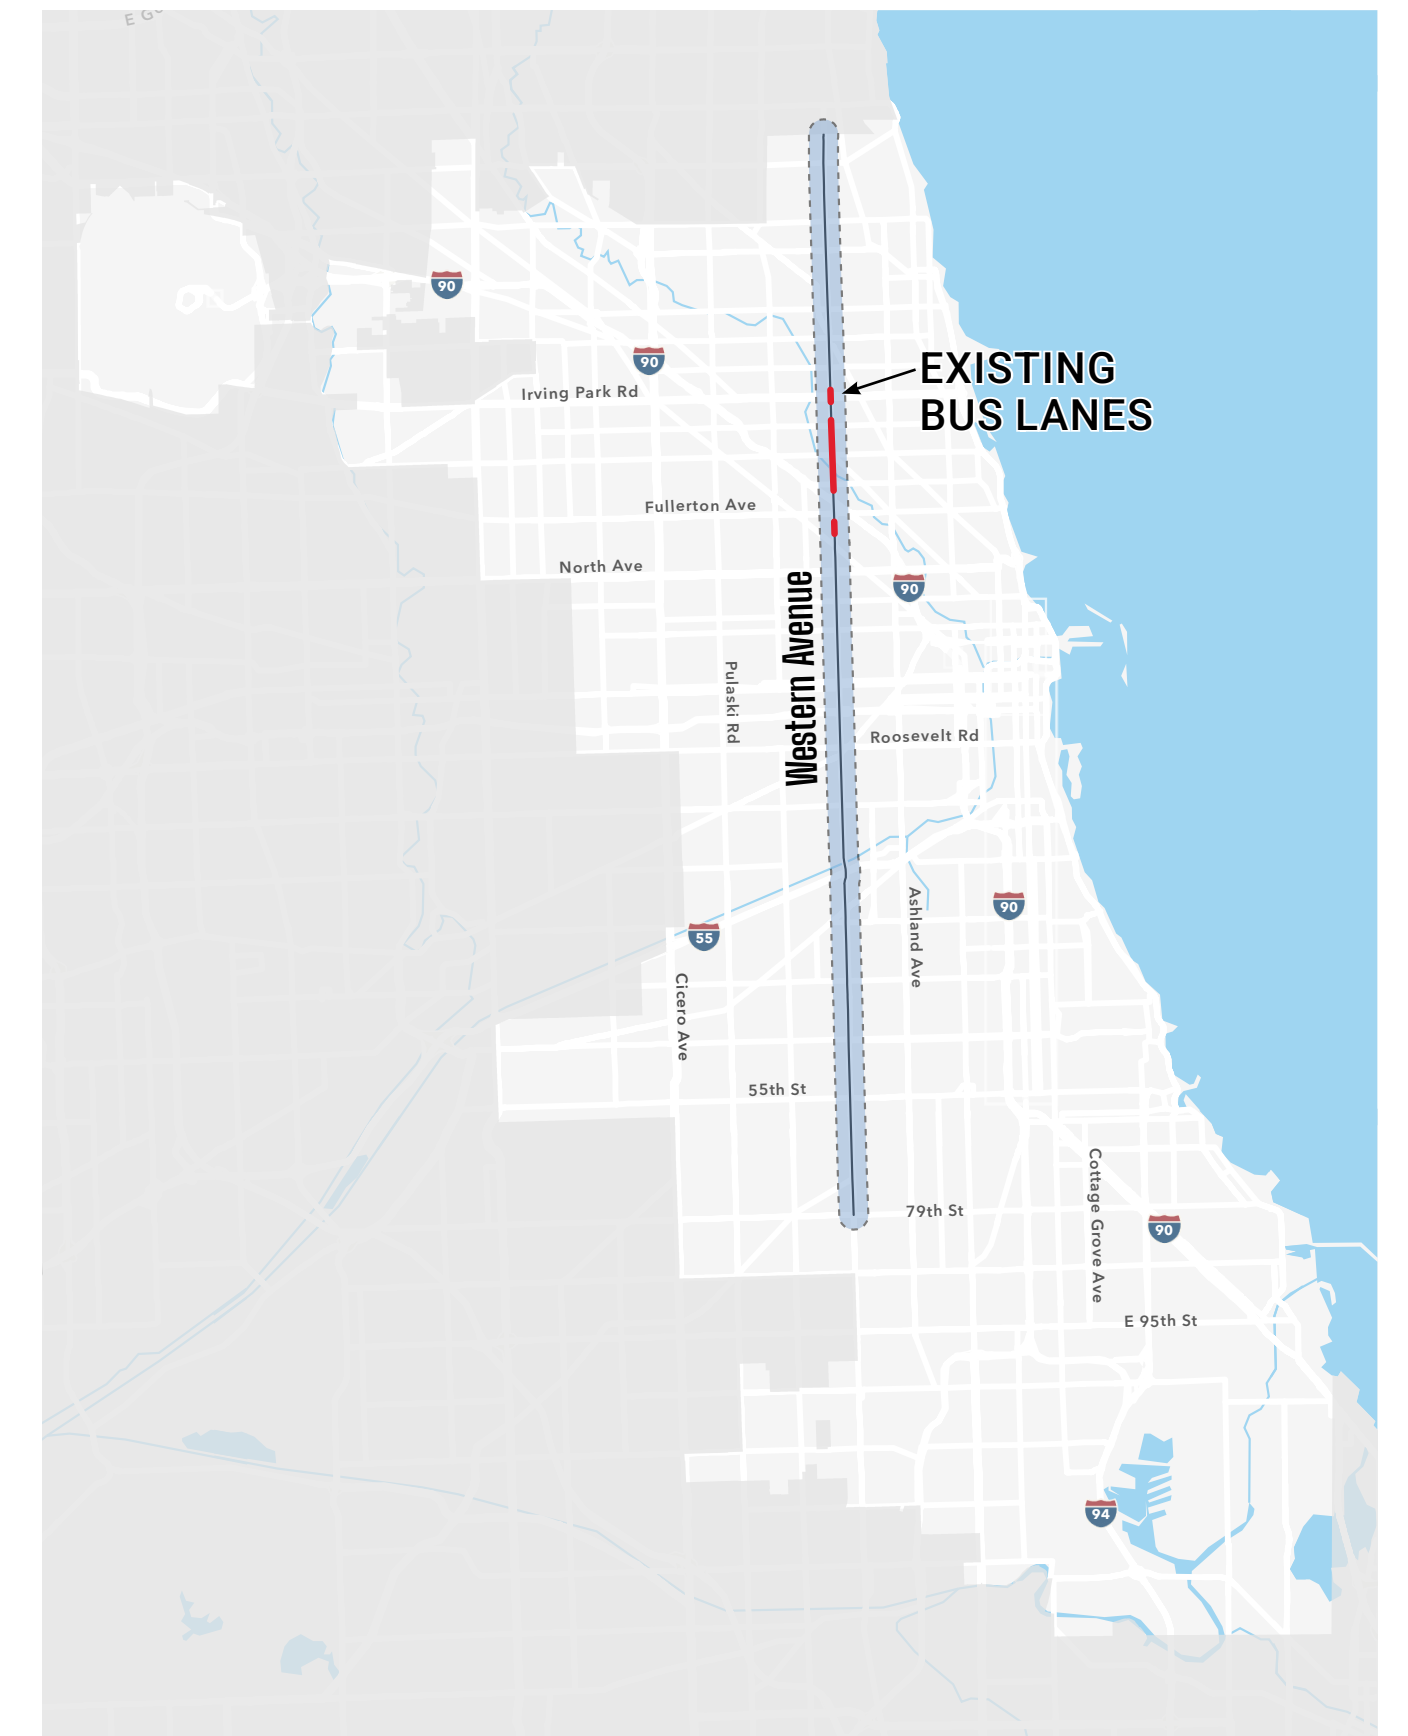 90
90
EXISTING
BUS LANES
Irving Park Rd
Fullerton Ave
North Ave
90
Western Avenue
Pulaski Rd
Roosevelt Rd
Ashland Ave
90
55
Cicero Ave
55th St
Cottage Grove Ave
79th St
90
E 95th St
94